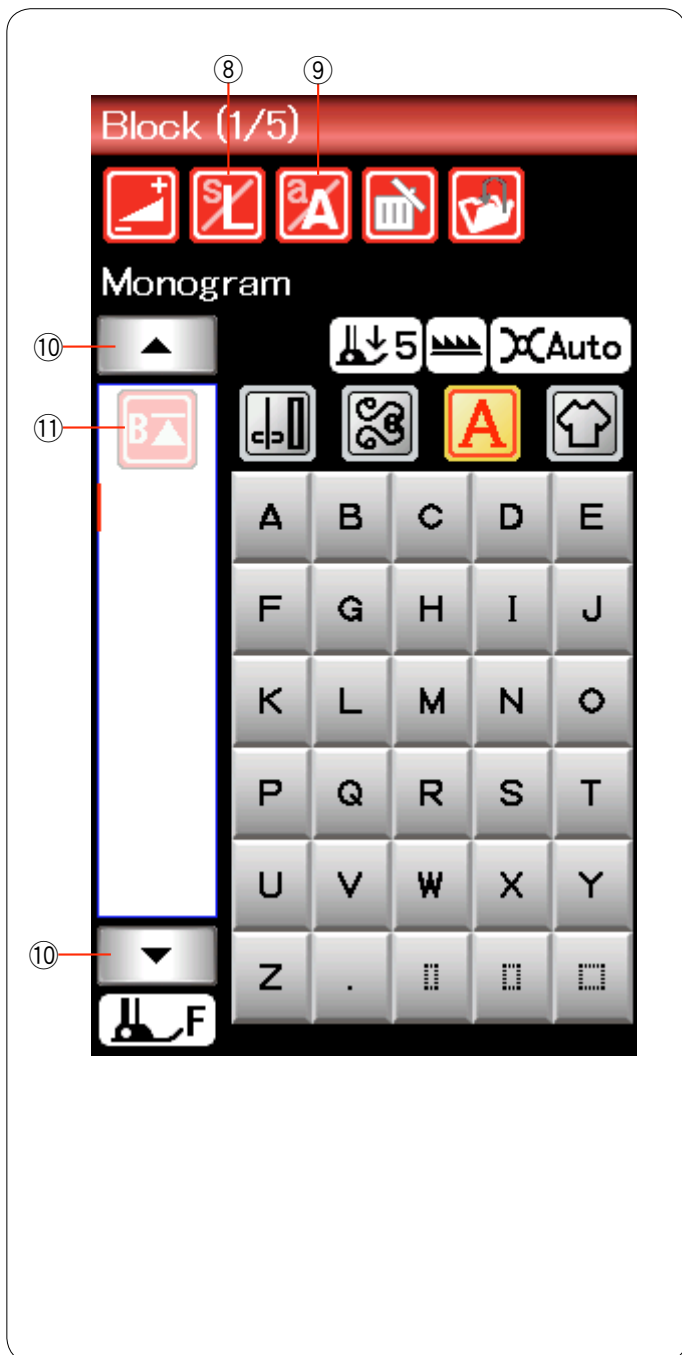 ⑧ ⑨
Block (1/5)
+ - S L a A
Monogram
⑩ 5 Auto
⑪ B A
A B C D E
F G H I J
K L M N O
P Q R S T
U V W X Y
⑩ Z .
F